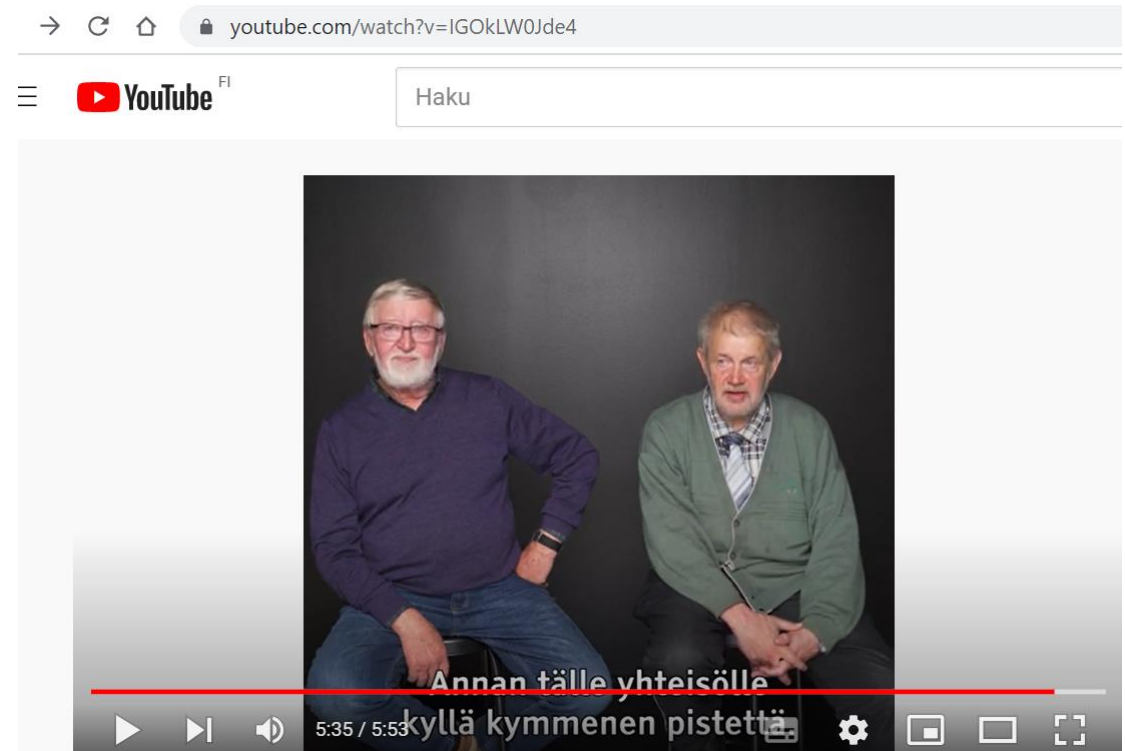 youtube.com/watch?v=IGOkLW0Jde4
YouTube FI
Haku
Annan tälle yhteisölle
kyllä kymmenen pistettä.
5:35 / 5:53